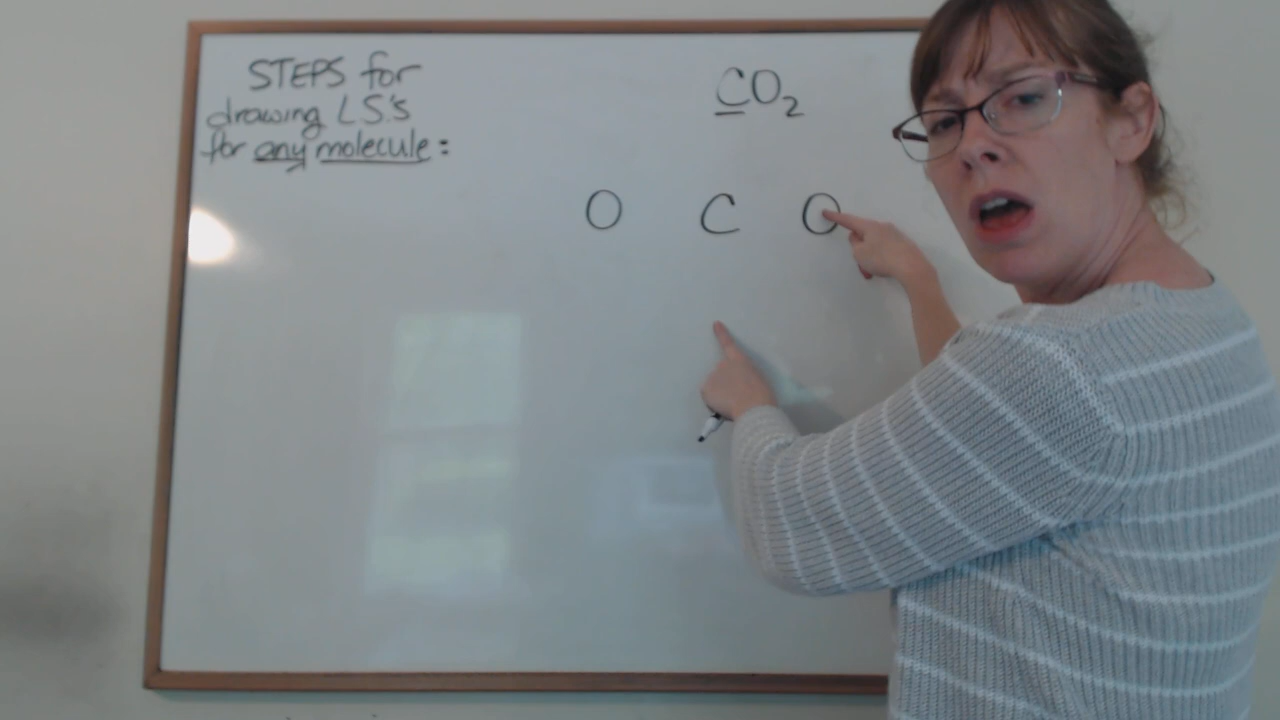 STEPS for
drawing L.S.'s
for any molecule:
CO₂
O C O